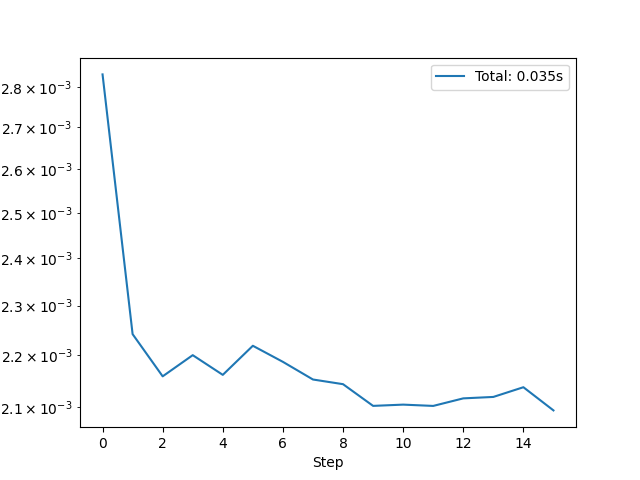 Total: 0.035s
2.8 × 10⁻³
2.7 × 10⁻³
2.6 × 10⁻³
2.5 × 10⁻³
2.4 × 10⁻³
2.3 × 10⁻³
2.2 × 10⁻³
2.1 × 10⁻³
0 2 4 6 8 10 12 14
Step